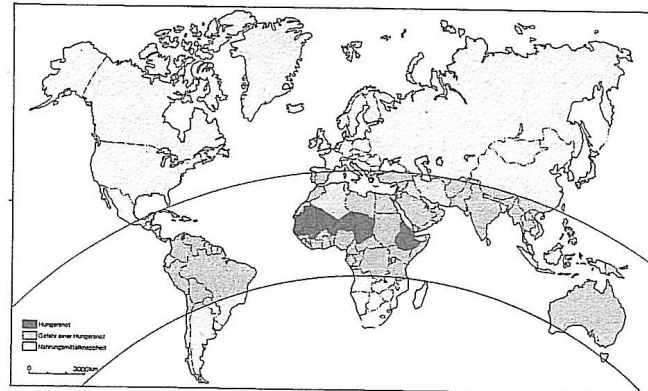 Hungersnot
Gefahr einer Hungersnot
Nahrungsmittelknappheit
0 3000km